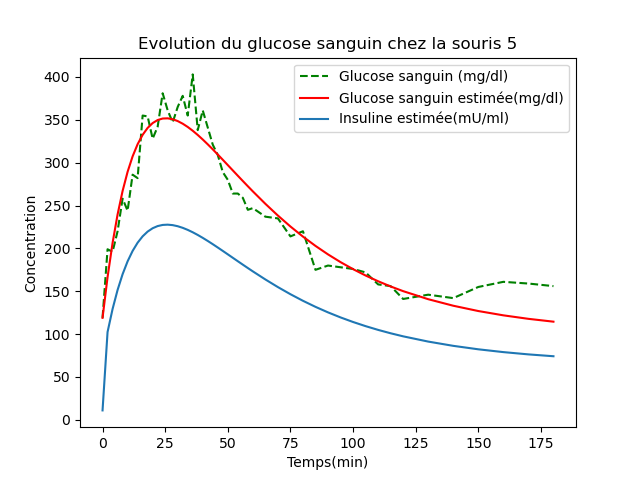 Evolution du glucose sanguin chez la souris 5
Glucose sanguin (mg/dl)
Glucose sanguin estimée(mg/dl)
Insuline estimée(mU/ml)
Concentration
400
350
300
250
200
150
100
50
0
0 25 50 75 100 125 150 175
Temps(min)